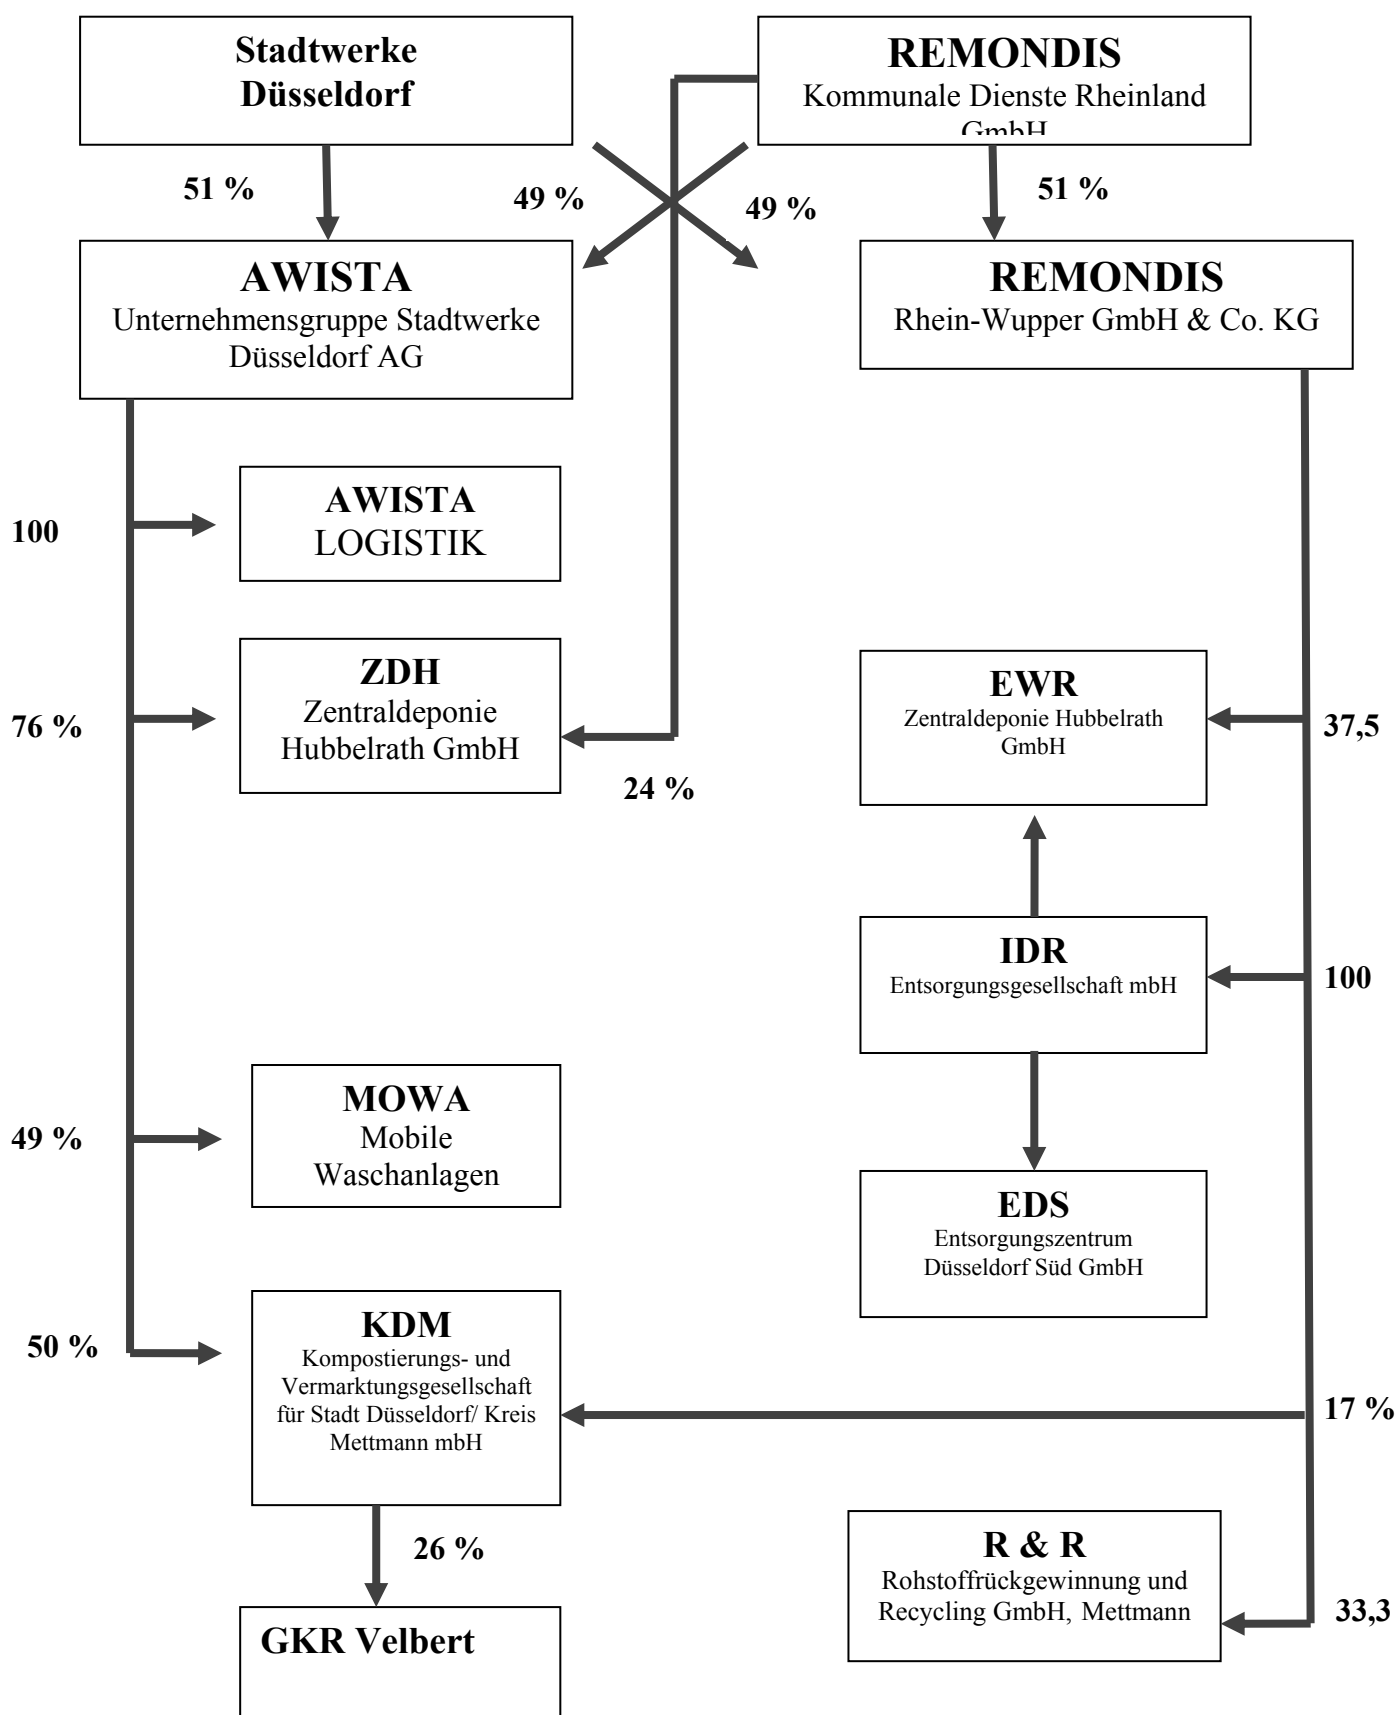 Stadtwerke
Düsseldorf
REMONDIS
Kommunale Dienste Rheinland
GmbH
51 %
49 %
49 %
51 %
AWISTA
Unternehmensgruppe Stadtwerke
Düsseldorf AG
REMONDIS
Rhein-Wupper GmbH & Co. KG
100
AWISTA
LOGISTIK
76 %
ZDH
Zentraldeponie
Hubbelrath GmbH
24 %
EWR
Zentraldeponie Hubbelrath
GmbH
37,5
IDR
Entsorgungsgesellschaft mbH
100
49 %
MOWA
Mobile
Waschanlagen
EDS
Entsorgungszentrum
Düsseldorf Süd GmbH
50 %
KDM
Kompostierungs- und
Vermarktungsgesellschaft
für Stadt Düsseldorf/ Kreis
Mettmann mbH
17 %
26 %
R & R
Rohstoffrückgewinnung und
Recycling GmbH, Mettmann
33,3
GKR Velbert